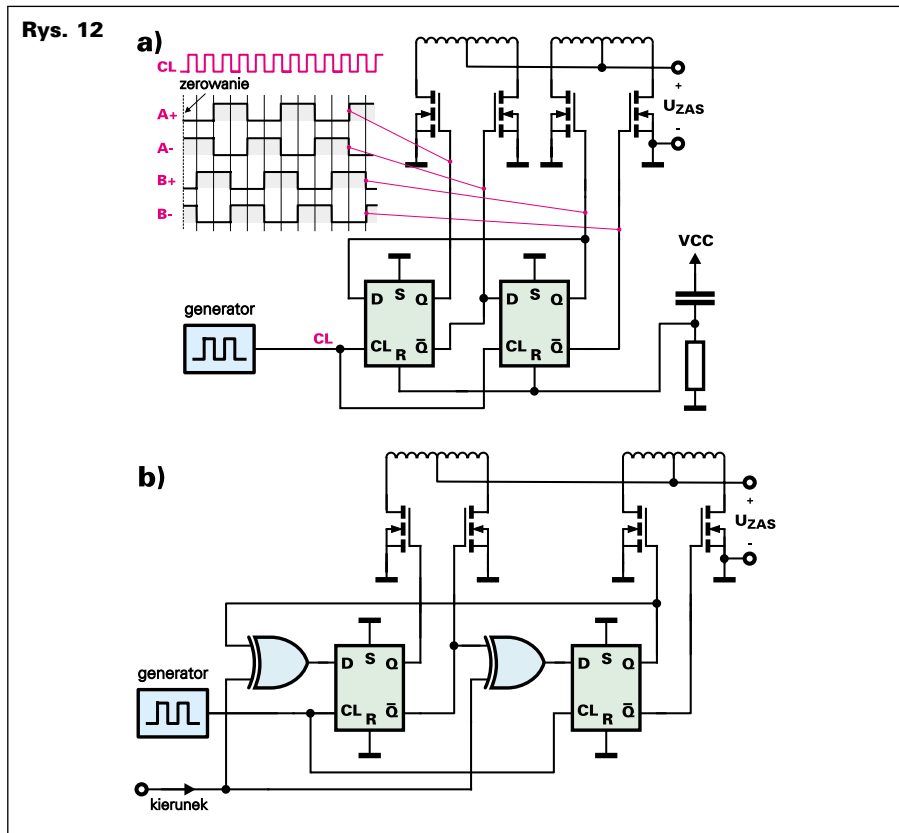 Rys. 12
a)
CL
zerowanie
A+
A-
B+
B-
+
UZAS
-
VCC
generator
CL
D S Q
CL R Q̅
D S Q
CL R Q̅
b)
+
UZAS
-
generator
D S Q
CL R Q̅
D S Q
CL R Q̅
kierunek